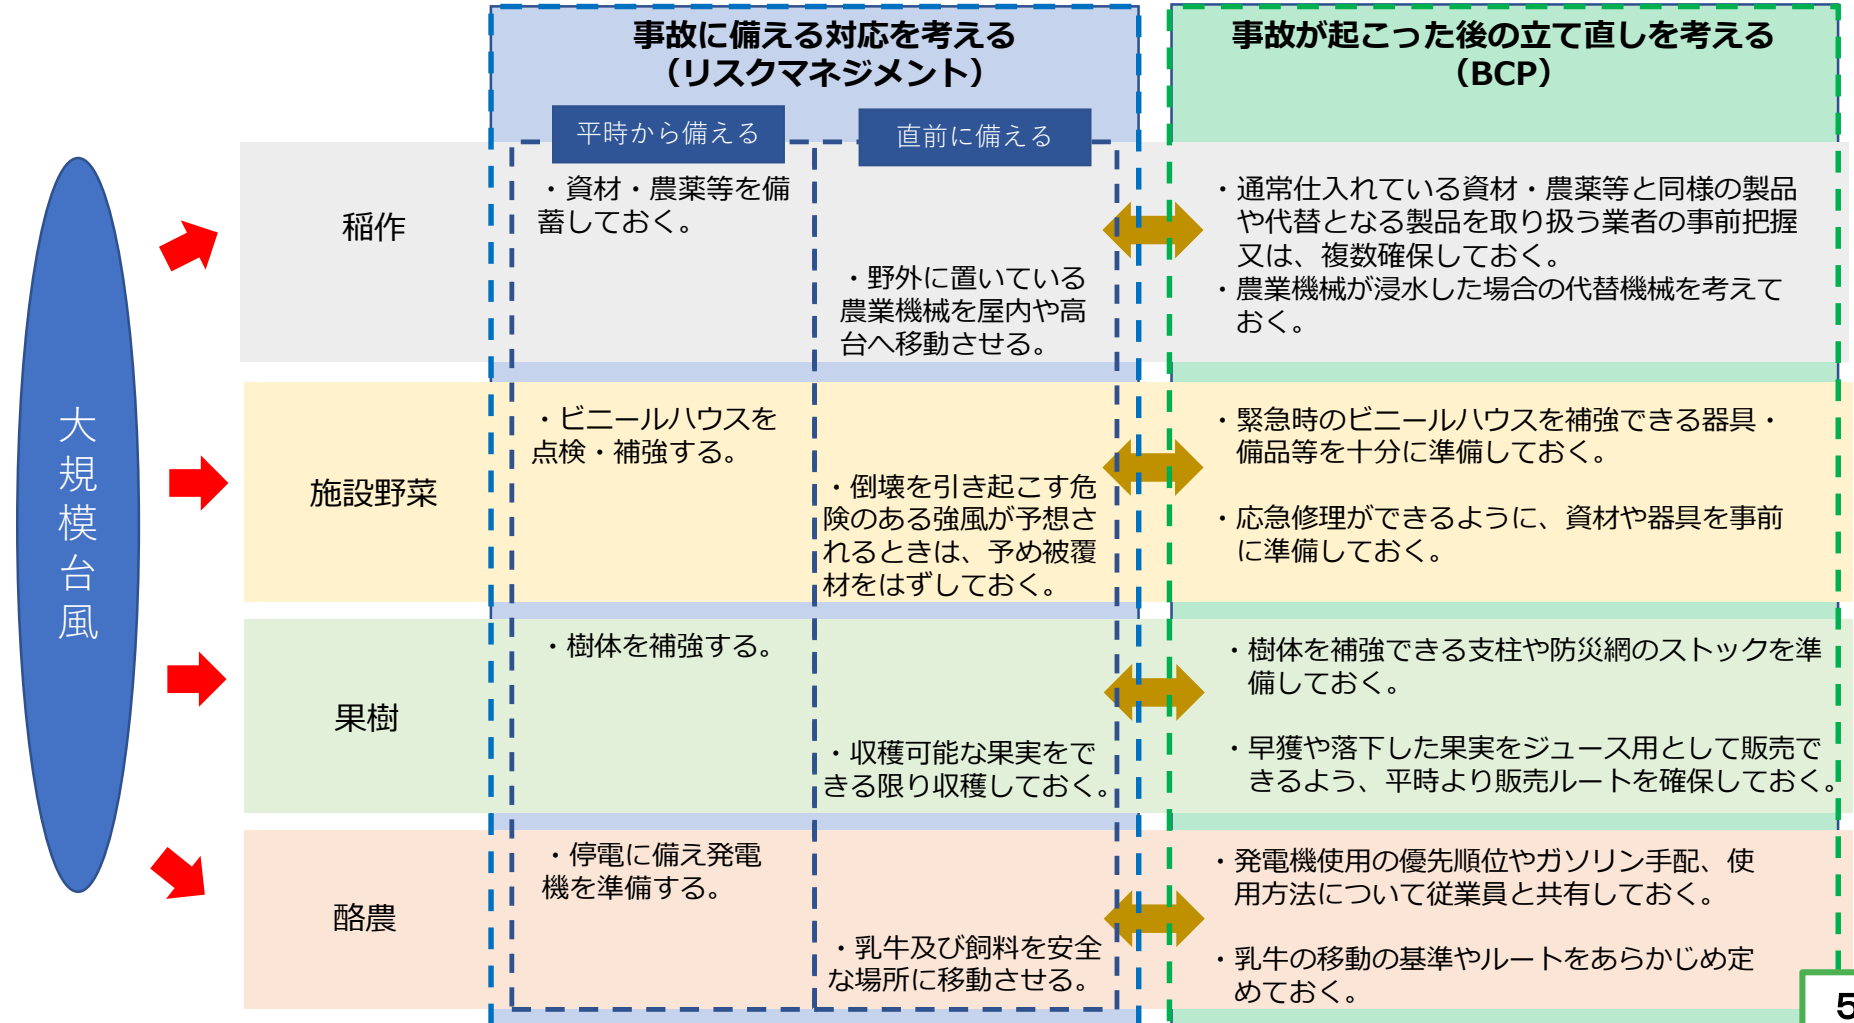 事故に備える対応を考える
（リスクマネジメント）
事故が起こった後の立て直しを考える
（BCP）
平時から備える
直前に備える
大規模台風
稲作
・資材・農薬等を備
蓄しておく。
・野外に置いている
農業機械を屋内や高
台へ移動させる。
・通常仕入れている資材・農薬等と同様の製品
や代替となる製品を取り扱う業者の事前把握
又は、複数確保しておく。
・農業機械が浸水した場合の代替機械を考えて
おく。
施設野菜
・ビニールハウスを
点検・補強する。
・倒壊を引き起こす危
険のある強風が予想さ
れるときは、予め被覆
材をはずしておく。
・緊急時のビニールハウスを補強できる器具・
備品等を十分に準備しておく。
・応急修理ができるように、資材や器具を事前
に準備しておく。
果樹
・樹体を補強する。
・収穫可能な果実をで
きる限り収穫しておく。
・樹体を補強できる支柱や防災網のストックを準
備しておく。
・早獲や落下した果実をジュース用として販売で
きるよう、平時より販売ルートを確保しておく。
酪農
・停電に備え発電
機を準備する。
・乳牛及び飼料を安全
な場所に移動させる。
・発電機使用の優先順位やガソリン手配、使
用方法について従業員と共有しておく。
・乳牛の移動の基準やルートをあらかじめ定
めておく。
5